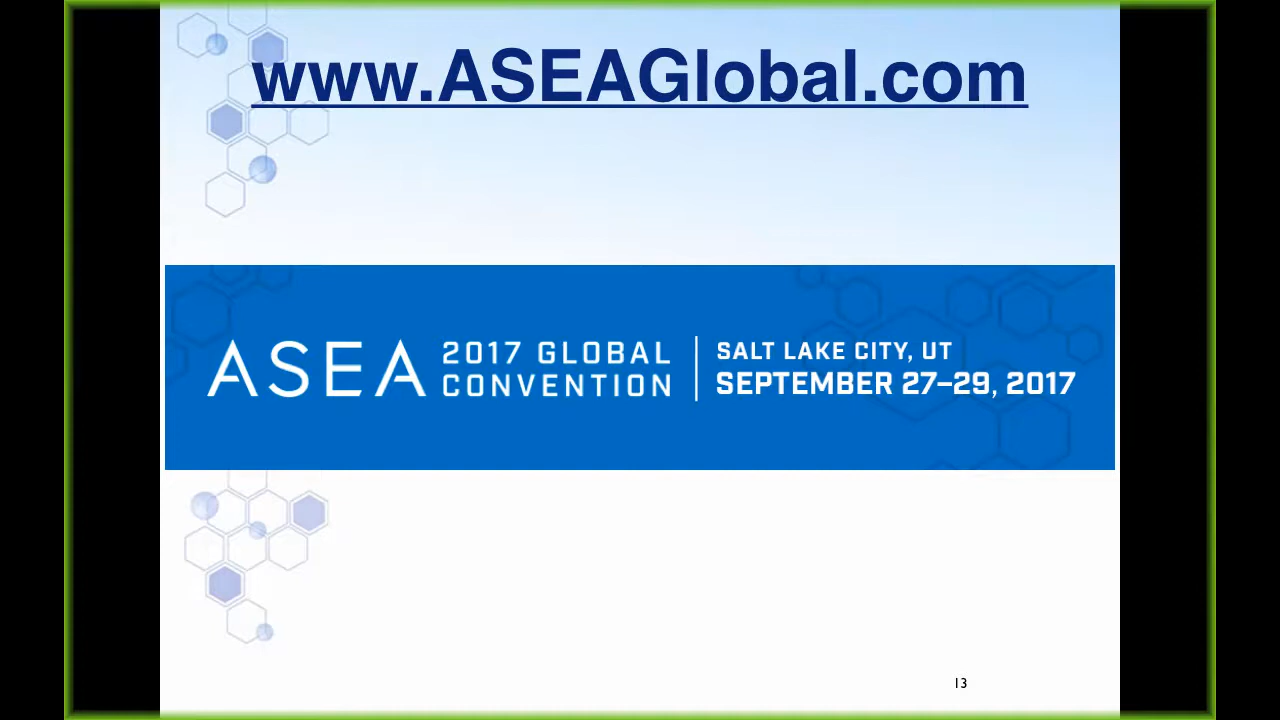 www.ASEAGlobal.com
ASEA 2017 GLOBAL CONVENTION
SALT LAKE CITY, UT
SEPTEMBER 27–29, 2017
13